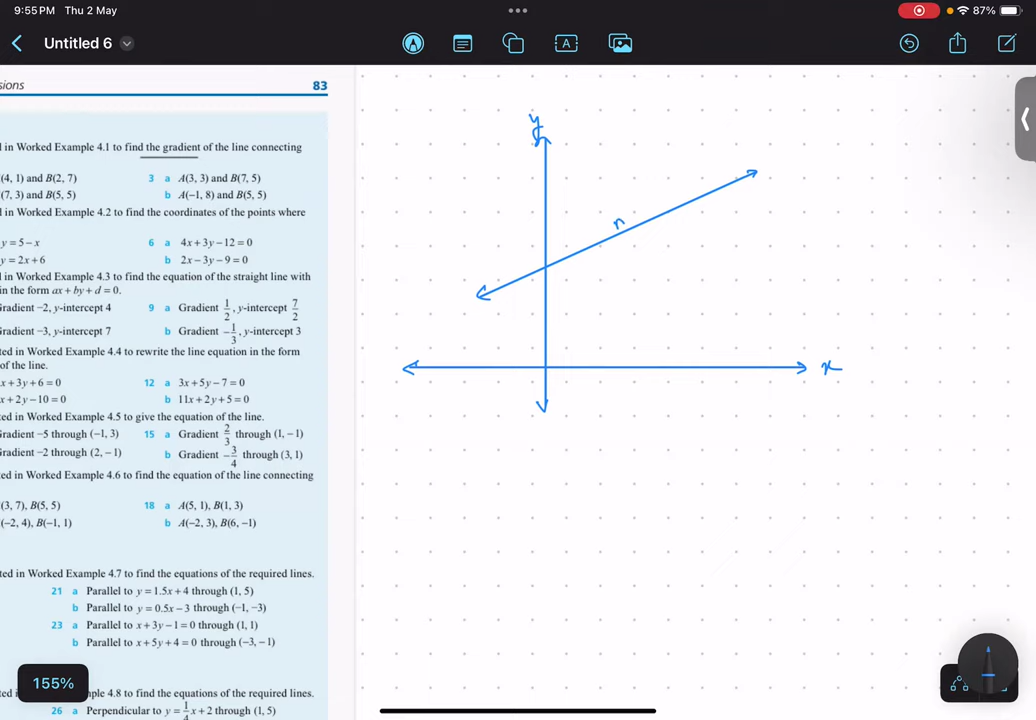 9:55 PM Thu 2 May
87%
Untitled 6
sions
83
in Worked Example 4.1 to find the gradient of the line connecting
(4, 1) and B(2, 7)
3 a A(3, 3) and B(7, 5)
(7, 3) and B(5, 5)
b A(−1, 8) and B(5, 5)
in Worked Example 4.2 to find the coordinates of the points where
y = 5 − x
6 a 4x + 3y − 12 = 0
y = 2x + 6
b 2x − 3y − 9 = 0
in Worked Example 4.3 to find the equation of the straight line with
in the form ax + by + d = 0.
Gradient −2, y-intercept 4
9 a Gradient 1/2, y-intercept 7/2
Gradient −3, y-intercept 7
b Gradient −1/3, y-intercept 3
ted in Worked Example 4.4 to rewrite the line equation in the form
of the line.
x + 3y + 6 = 0
12 a 3x + 5y − 7 = 0
x + 2y − 10 = 0
b 11x + 2y + 5 = 0
ted in Worked Example 4.5 to give the equation of the line.
Gradient −5 through (−1, 3)
15 a Gradient 2/3 through (1, −1)
Gradient −2 through (2, −1)
b Gradient −3/4 through (3, 1)
ted in Worked Example 4.6 to find the equation of the line connecting
(3, 7), B(5, 5)
18 a A(5, 1), B(1, 3)
(−2, 4), B(−1, 1)
b A(−2, 3), B(6, −1)
ted in Worked Example 4.7 to find the equations of the required lines.
21 a Parallel to y = 1.5x + 4 through (1, 5)
b Parallel to y = 0.5x − 3 through (−1, −3)
23 a Parallel to x + 3y − 1 = 0 through (1, 1)
b Parallel to x + 5y + 4 = 0 through (−3, −1)
155%
ted i
mple 4.8 to find the equations of the required lines.
26 a Perpendicular to y = 1/4 x + 2 through (1, 5)
y
x